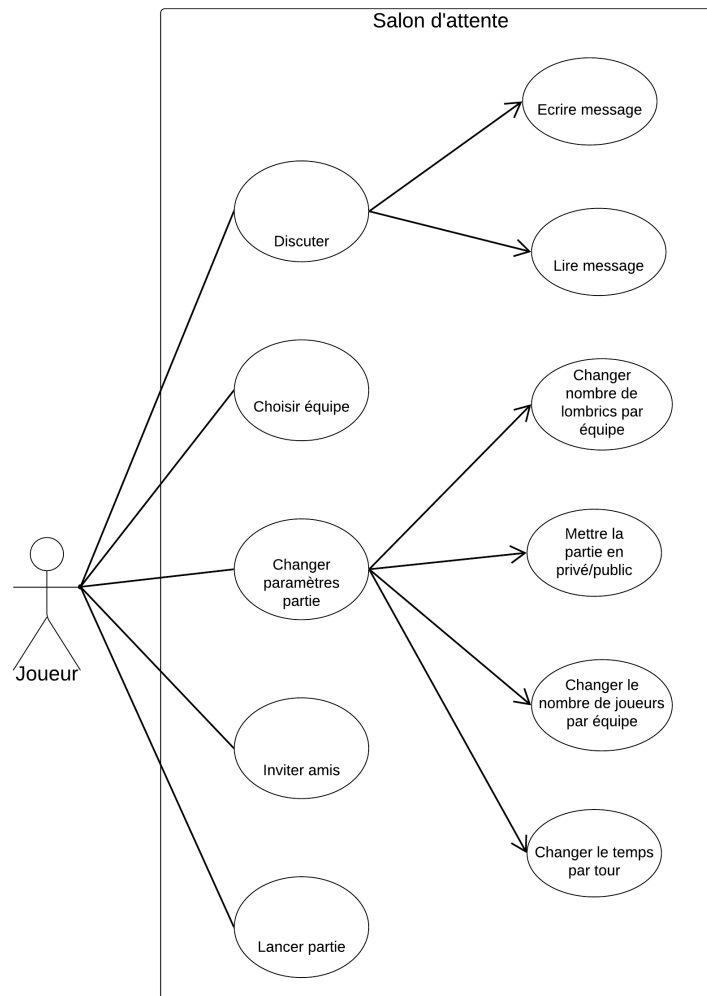 Salon d'attente
Ecrire message
Discuter
Lire message
Choisir équipe
Changer
nombre de
lombrics par
équipe
Mettre la
partie en
privé/public
Changer
paramètres
partie
Joueur
Changer le
nombre de joueurs
par équipe
Inviter amis
Changer le temps
par tour
Lancer partie